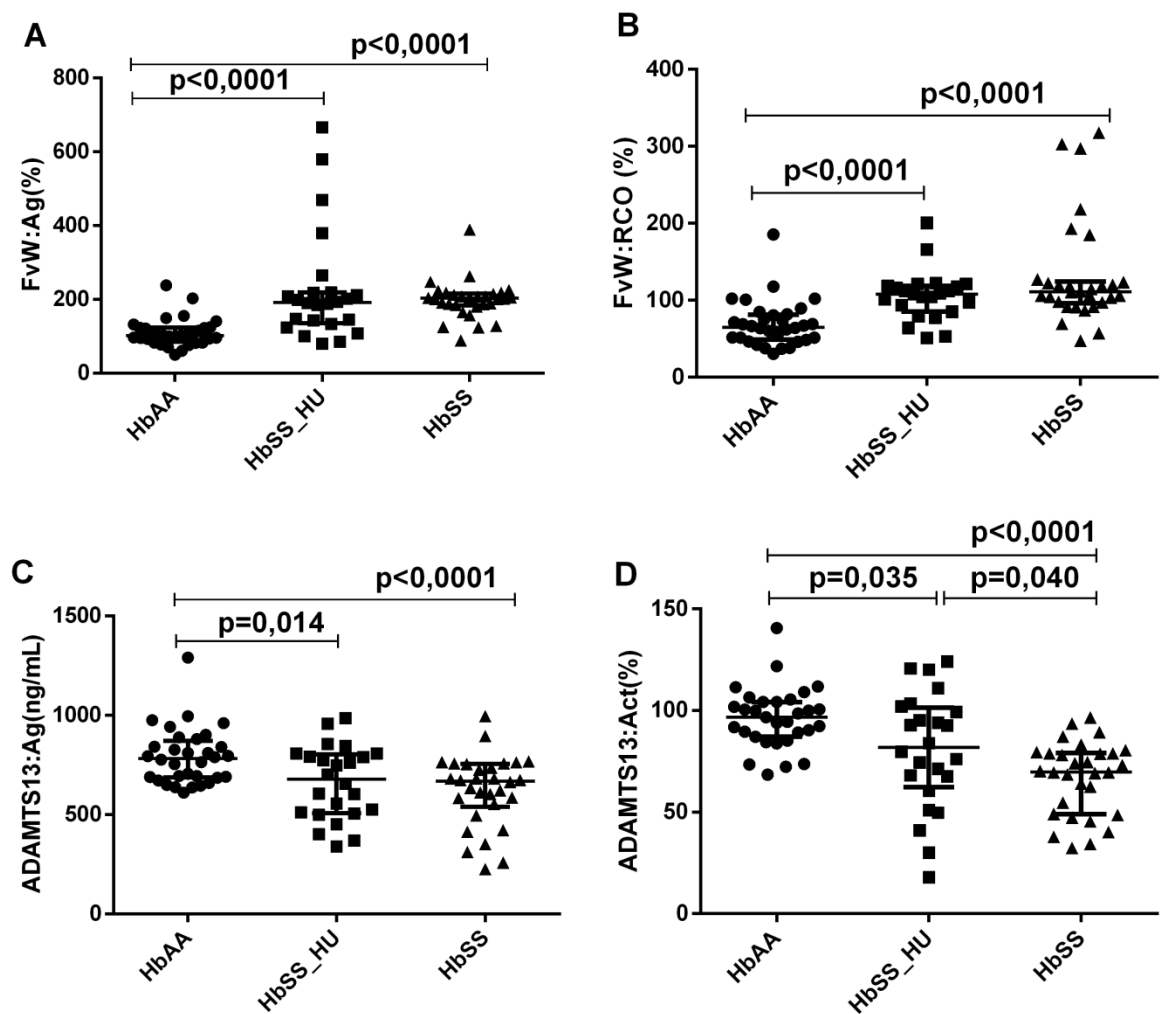 A
p<0,0001
p<0,0001
FvW:Ag(%)
800
600
400
200
0
HbAA
HbSS_HU
HbSS
B
p<0,0001
p<0,0001
FvW:RCO (%)
400
300
200
100
0
HbAA
HbSS_HU
HbSS
C
p<0,0001
p=0,014
ADAMTS13:Ag(ng/mL)
1500
1000
500
0
HbAA
HbSS_HU
HbSS
D
p<0,0001
p=0,035
p=0,040
ADAMTS13:Act(%)
150
100
50
0
HbAA
HbSS_HU
HbSS